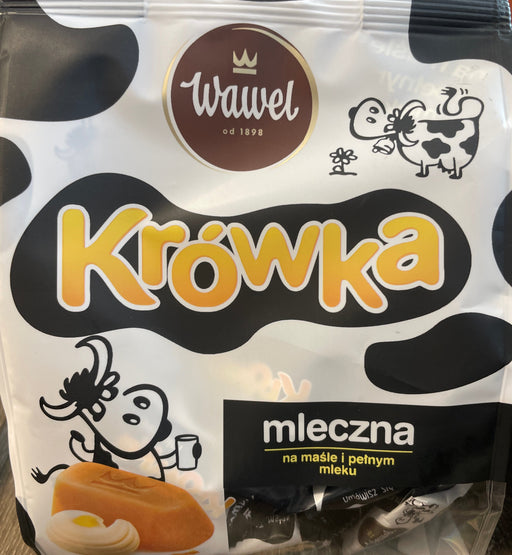 Wawel
od 1898
Krówka
mleczna
na maśle i pełnym
mleku